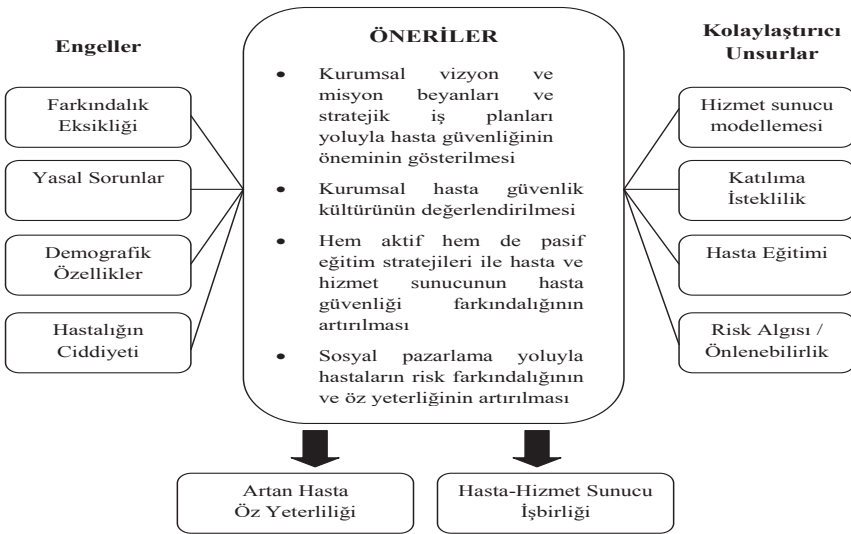 Engeller
Farkındalık
Eksikliği
Yasal Sorunlar
Demografik
Özellikler
Hastalığın
Ciddiyeti
ÖNERİLER
• Kurumsal vizyon ve
misyon beyanları ve
stratejik iş planları
yoluyla hasta güvenliğinin
öneminin gösterilmesi
• Kurumsal hasta güvenlik
kültürünün değerlendirilmesi
• Hem aktif hem de pasif
eğitim stratejileri ile hasta ve
hizmet sunucunun hasta
güvenliği farkındalığının
artırılması
• Sosyal pazarlama yoluyla
hastaların risk farkındalığının
ve öz yeterliğinin artırılması
Kolaylaştırıcı
Unsurlar
Hizmet sunucu
modellemesi
Katılıma
İsteklilik
Hasta Eğitimi
Risk Algısı /
Önlenebilirlik
Artan Hasta
Öz Yeterliliği
Hasta-Hizmet Sunucu
İşbirliği